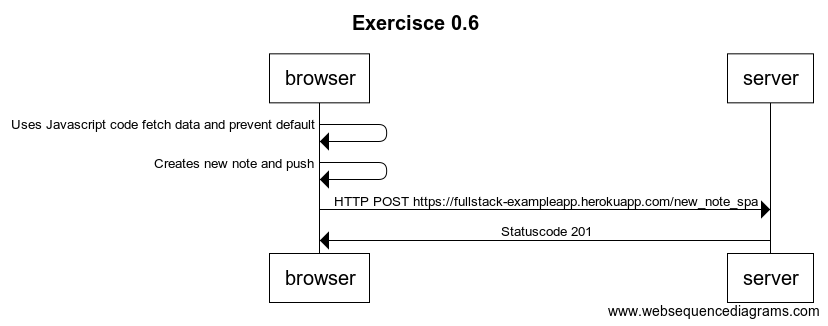 Exercisce 0.6
browser
server
Uses Javascript code fetch data and prevent default
Creates new note and push
HTTP POST https://fullstack-exampleapp.herokuapp.com/new_note_spa
Statuscode 201
browser
server
www.websequencediagrams.com